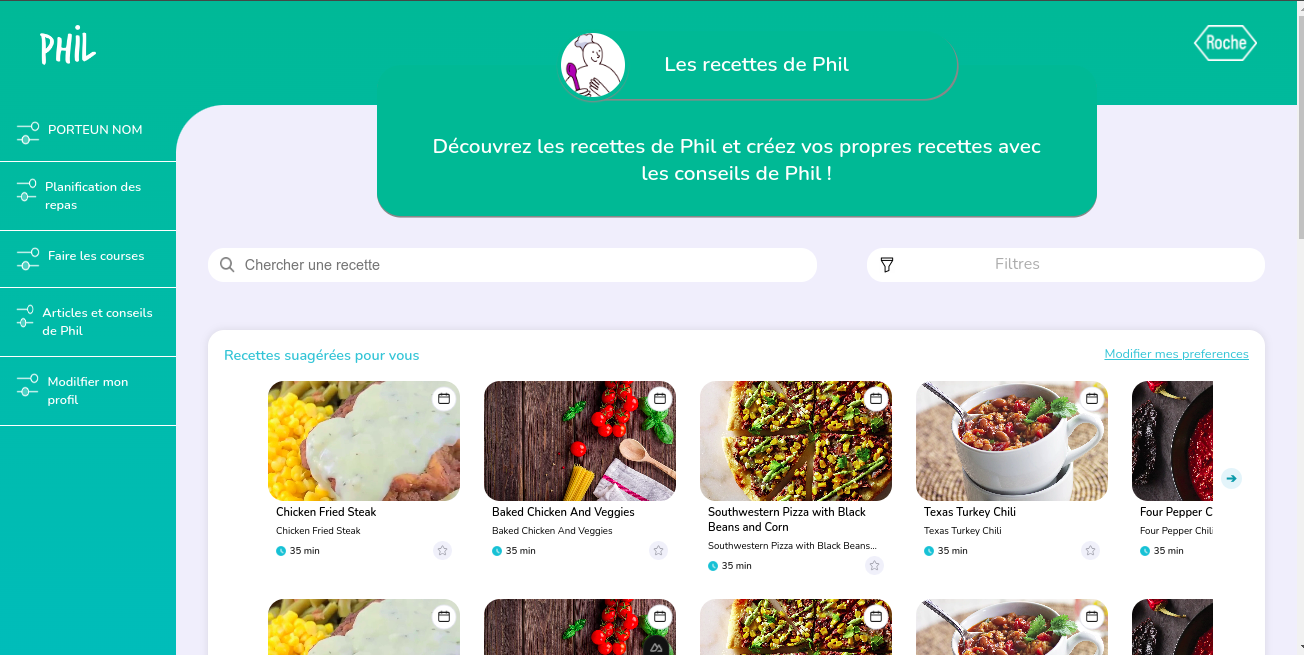 PHiL
Roche
Les recettes de Phil
Découvrez les recettes de Phil et créez vos propres recettes avec
les conseils de Phil !
PORTEUN NOM
Planification des
repas
Faire les courses
Articles et conseils
de Phil
Modilfier mon
profil
Chercher une recette
Filtres
Recettes suagérées pour vous
Modifier mes preferences
Chicken Fried Steak
Chicken Fried Steak
35 min
Baked Chicken And Veggies
Baked Chicken And Veggies
35 min
Southwestern Pizza with Black
Beans and Corn
Southwestern Pizza with Black Beans...
35 min
Texas Turkey Chili
Texas Turkey Chili
35 min
Four Pepper C
Four Pepper Chili
35 min